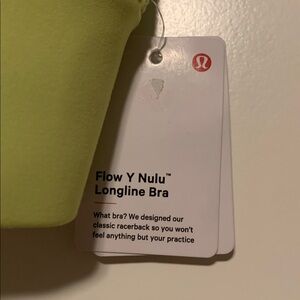 Flow Y Nulu™
Longline Bra
What bra? We designed our
classic racerback so you won't
feel anything but your practice